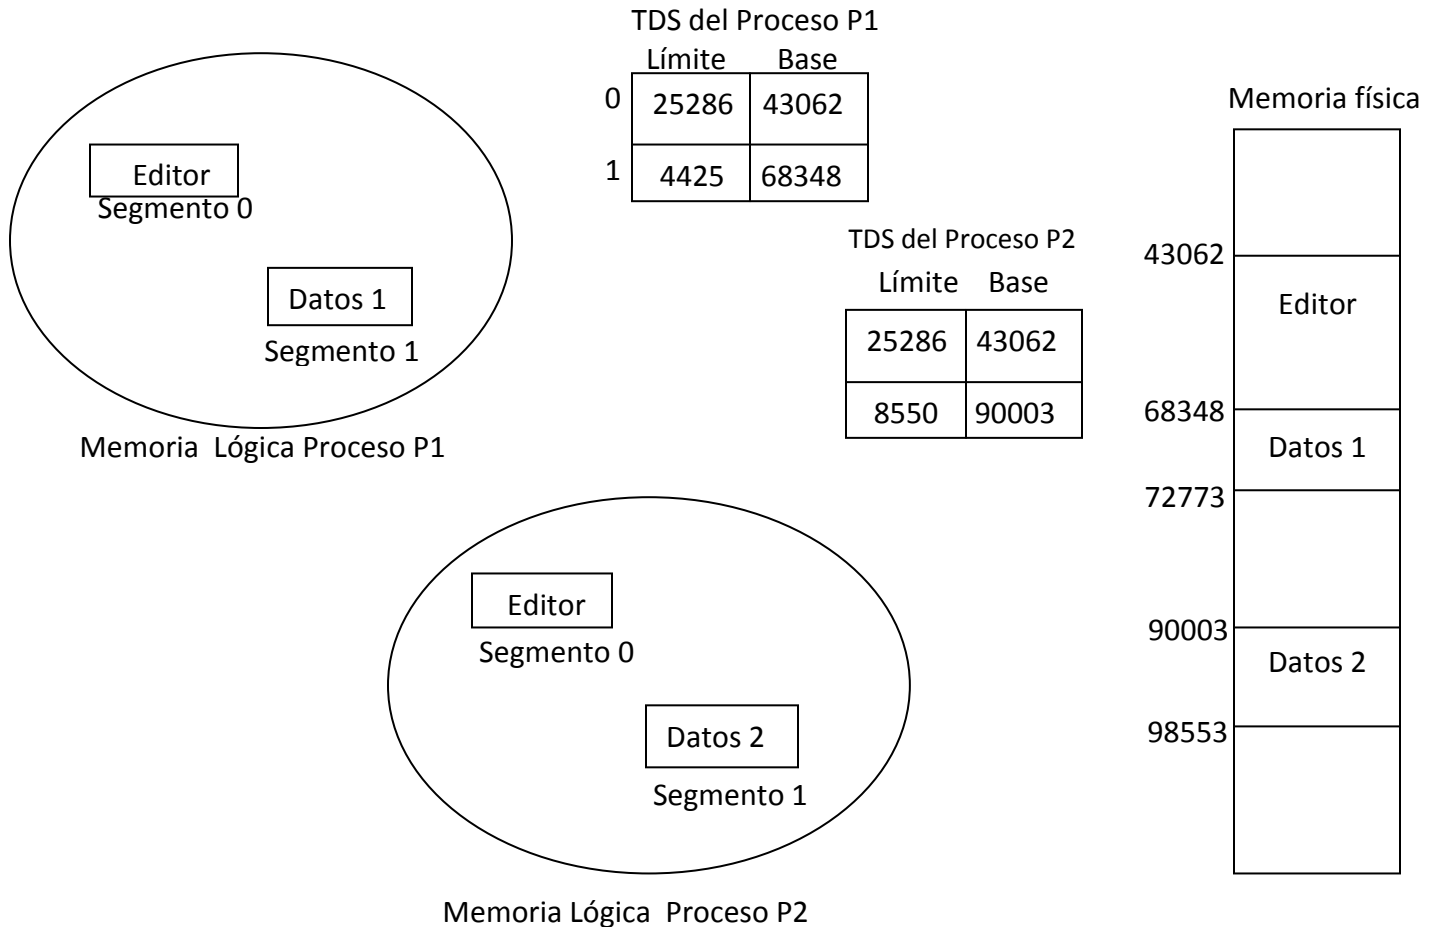 TDS del Proceso P1
Límite Base
0 25286 43062
1 4425 68348
Editor
Segmento 0
Datos 1
Segmento 1
Memoria Lógica Proceso P1
TDS del Proceso P2
Límite Base
25286 43062
8550 90003
Editor
Segmento 0
Datos 2
Segmento 1
Memoria Lógica Proceso P2
Memoria física
43062
Editor
68348
Datos 1
72773
90003
Datos 2
98553